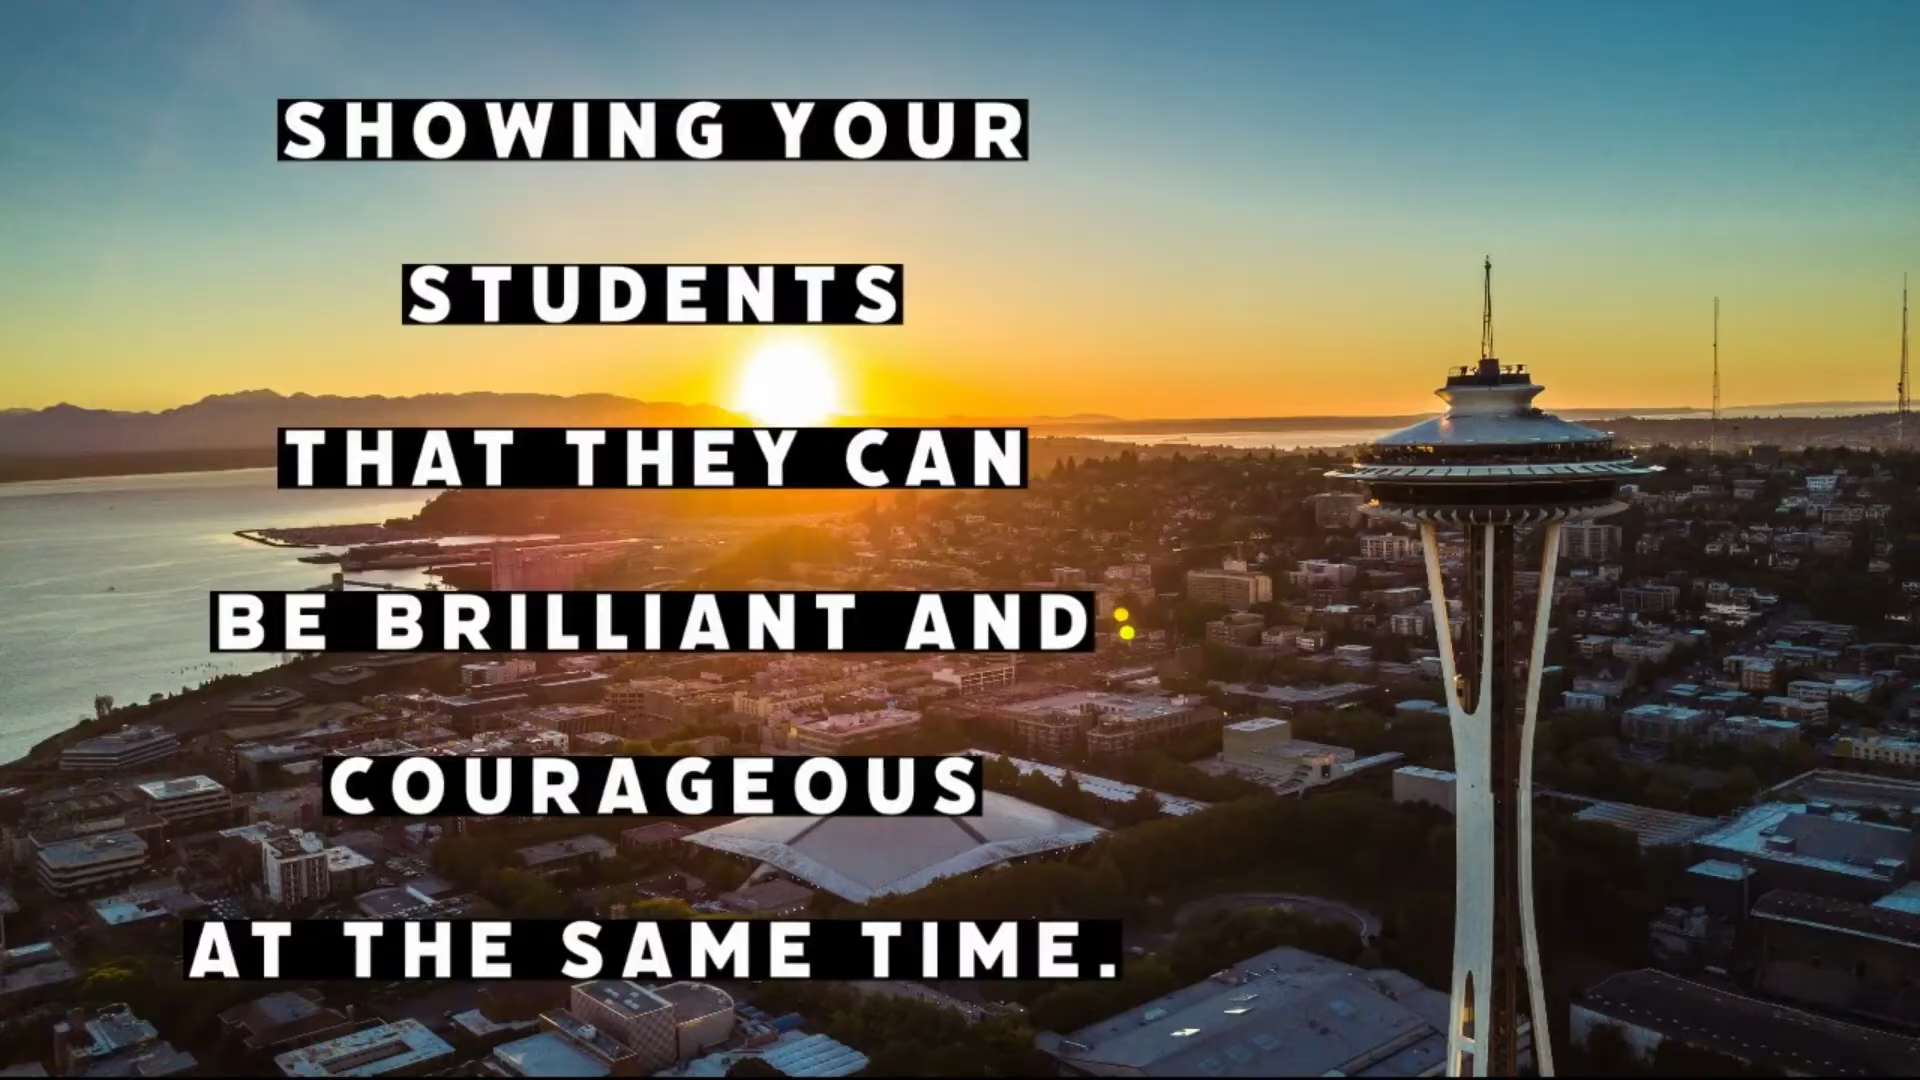 SHOWING YOUR
STUDENTS
THAT THEY CAN
BE BRILLIANT AND
COURAGEOUS
AT THE SAME TIME.